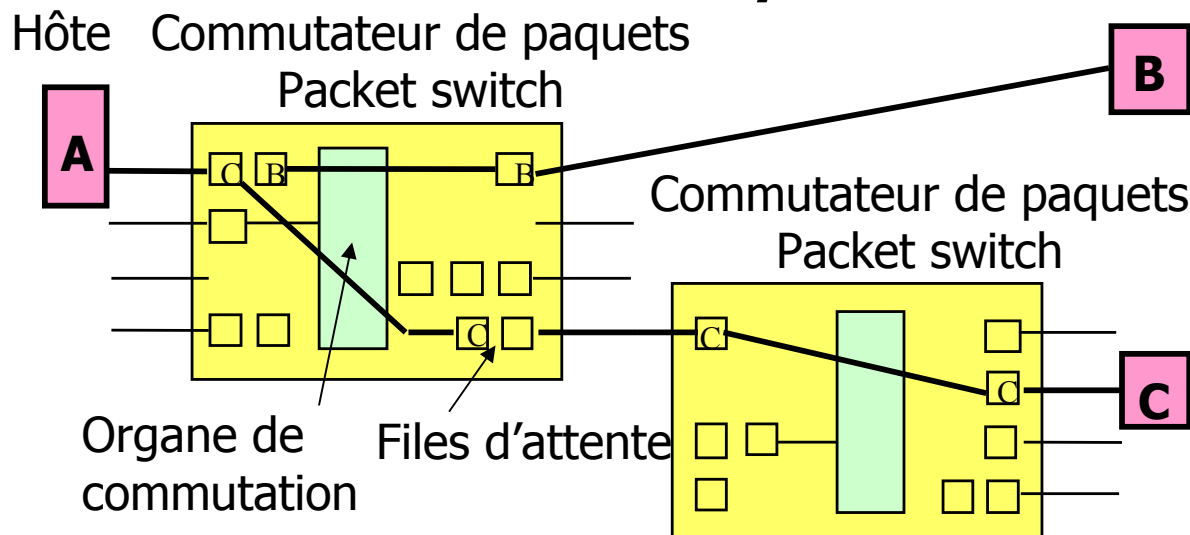 Hôte Commutateur de paquets
Packet switch
A
B
C B B
C
Commutateur de paquets
Packet switch
C
C
C
Organe de
commutation
Files d’attente